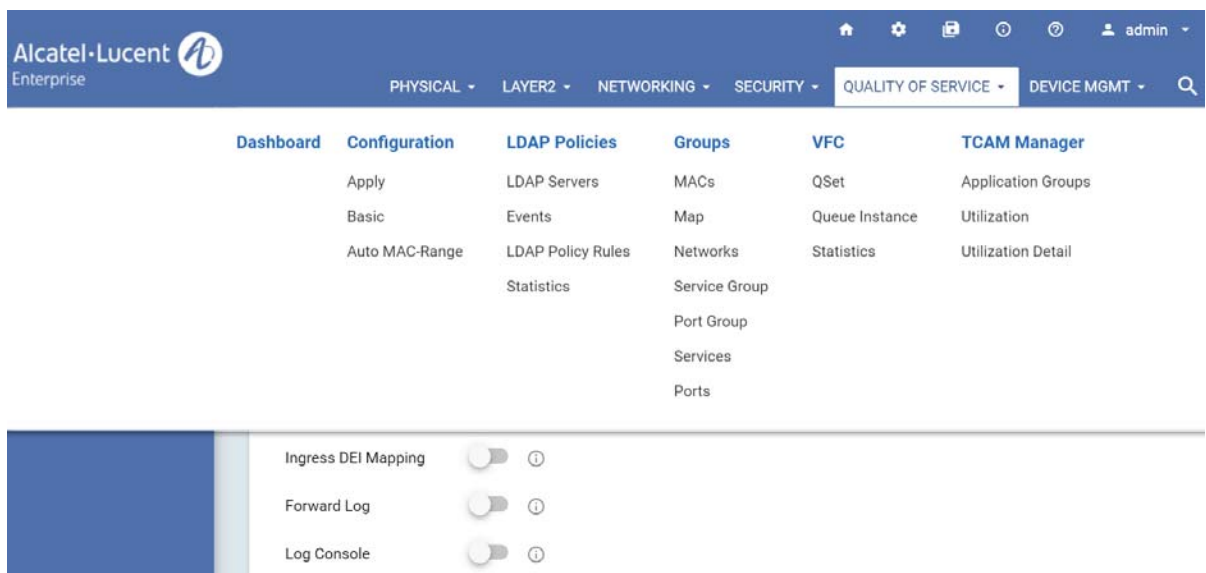 Alcatel·Lucent
Enterprise
admin
PHYSICAL LAYER2 NETWORKING SECURITY QUALITY OF SERVICE DEVICE MGMT
Dashboard Configuration LDAP Policies Groups VFC TCAM Manager
Apply LDAP Servers MACs QSet Application Groups
Basic Events Map Queue Instance Utilization
Auto MAC-Range LDAP Policy Rules Networks Statistics Utilization Detail
Statistics Service Group
Port Group
Services
Ports
Ingress DEI Mapping
Forward Log
Log Console